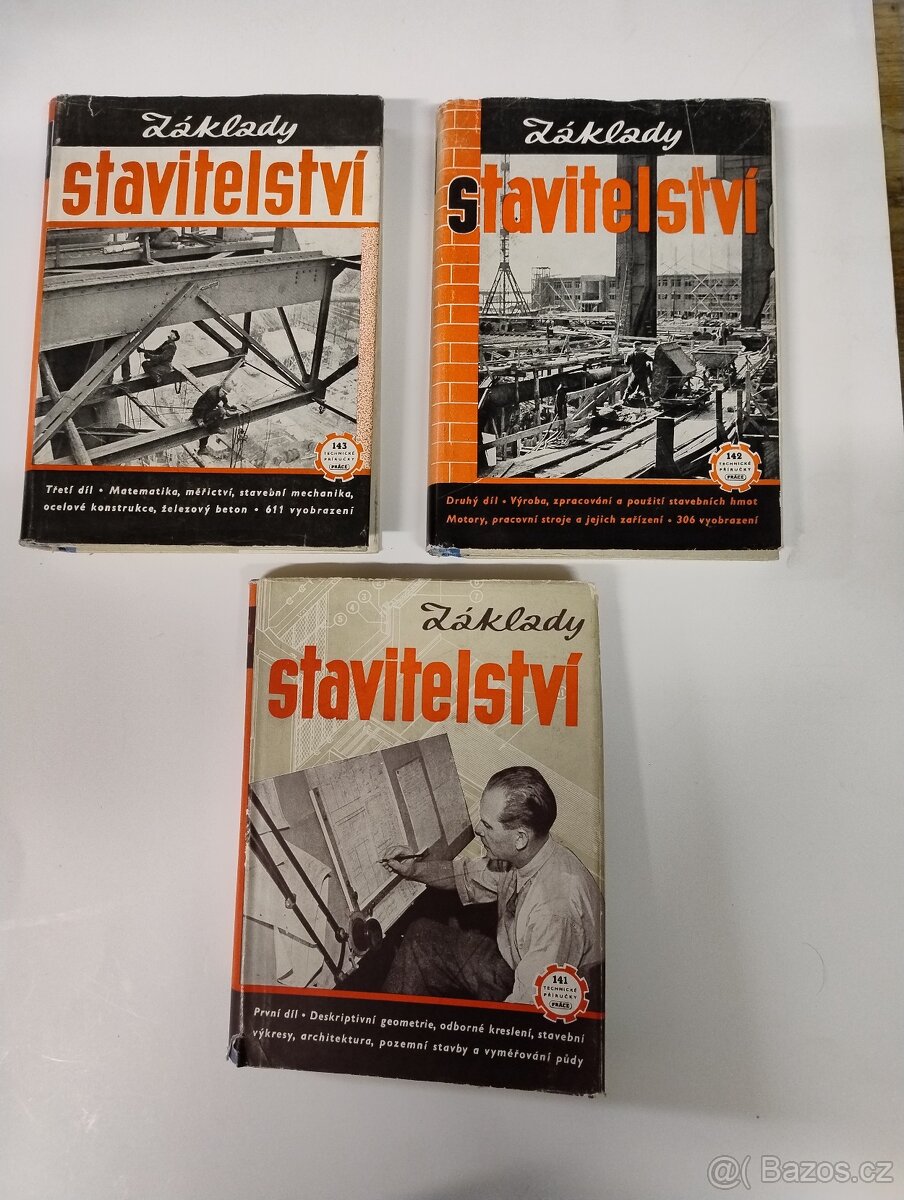 Základy
stavitelství
143
TECHNICKÉ
PŘÍRUČKY
PRÁCE
Třetí díl • Matematika, měřictví, stavební mechanika,
ocelové konstrukce, železový beton • 611 vyobrazení
Základy
stavitelství
142
TECHNICKÉ
PŘÍRUČKY
PRÁCE
Druhý díl • Výroba, zpracování a použití stavebních hmot
Motory, pracovní stroje a jejich zařízení • 306 vyobrazení
Základy
stavitelství
141
TECHNICKÉ
PŘÍRUČKY
PRÁCE
První díl • Deskriptivní geometrie, odborné kreslení, stavební
výkresy, architektura, pozemní stavby a vyměřování půdy
@( Bazos.cz